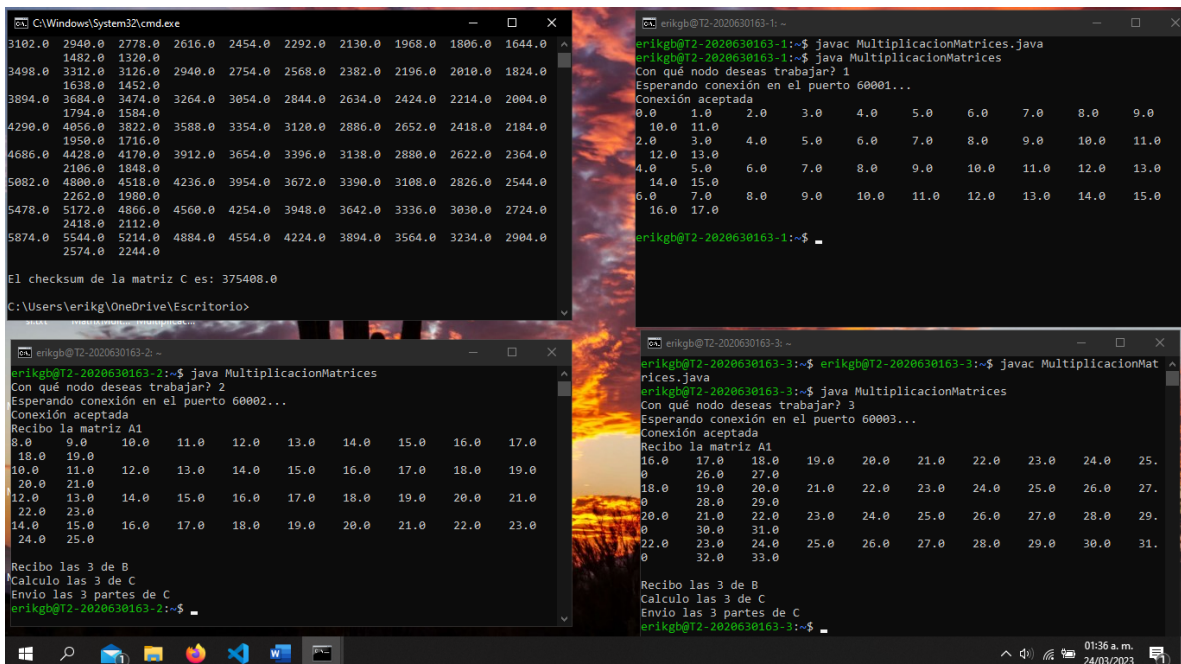 C:\Windows\System32\cmd.exe
3102.0 2940.0 2778.0 2616.0 2454.0 2292.0 2130.0 1968.0 1806.0 1644.0
1482.0 1320.0
3498.0 3312.0 3126.0 2940.0 2754.0 2568.0 2382.0 2196.0 2010.0 1824.0
1638.0 1452.0
3894.0 3684.0 3474.0 3264.0 3054.0 2844.0 2634.0 2424.0 2214.0 2004.0
1794.0 1584.0
4290.0 4056.0 3822.0 3588.0 3354.0 3120.0 2886.0 2652.0 2418.0 2184.0
1950.0 1716.0
4686.0 4428.0 4170.0 3912.0 3654.0 3396.0 3138.0 2880.0 2622.0 2364.0
2106.0 1848.0
5082.0 4800.0 4518.0 4236.0 3954.0 3672.0 3390.0 3108.0 2826.0 2544.0
2262.0 1980.0
5478.0 5172.0 4866.0 4560.0 4254.0 3948.0 3642.0 3336.0 3030.0 2724.0
2418.0 2112.0
5874.0 5544.0 5214.0 4884.0 4554.0 4224.0 3894.0 3564.0 3234.0 2904.0
2574.0 2244.0
El checksum de la matriz C es: 375408.0
C:\Users\erikg\OneDrive\Escritorio>
erikgb@T2-2020630163-1: ~
erikgb@T2-2020630163-1:~$ javac MultiplicacionMatrices.java
erikgb@T2-2020630163-1:~$ java MultiplicacionMatrices
Con qué nodo deseas trabajar? 1
Esperando conexión en el puerto 60001...
Conexión aceptada
0.0 1.0 2.0 3.0 4.0 5.0 6.0 7.0 8.0 9.0
10.0 11.0
2.0 3.0 4.0 5.0 6.0 7.0 8.0 9.0 10.0 11.0
12.0 13.0
4.0 5.0 6.0 7.0 8.0 9.0 10.0 11.0 12.0 13.0
14.0 15.0
6.0 7.0 8.0 9.0 10.0 11.0 12.0 13.0 14.0 15.0
16.0 17.0
erikgb@T2-2020630163-1:~$
erikgb@T2-2020630163-2: ~
erikgb@T2-2020630163-2:~$ java MultiplicacionMatrices
Con qué nodo deseas trabajar? 2
Esperando conexión en el puerto 60002...
Conexión aceptada
Recibo la matriz A1
8.0 9.0 10.0 11.0 12.0 13.0 14.0 15.0 16.0 17.0
18.0 19.0
10.0 11.0 12.0 13.0 14.0 15.0 16.0 17.0 18.0 19.0
20.0 21.0
12.0 13.0 14.0 15.0 16.0 17.0 18.0 19.0 20.0 21.0
22.0 23.0
14.0 15.0 16.0 17.0 18.0 19.0 20.0 21.0 22.0 23.0
24.0 25.0
Recibo las 3 de B
Calculo las 3 de C
Envio las 3 partes de C
erikgb@T2-2020630163-2:~$
erikgb@T2-2020630163-3: ~
erikgb@T2-2020630163-3:~$ erikgb@T2-2020630163-3:~$ javac MultiplicacionMat
rices.java
erikgb@T2-2020630163-3:~$ java MultiplicacionMatrices
Con qué nodo deseas trabajar? 3
Esperando conexión en el puerto 60003...
Conexión aceptada
Recibo la matriz A1
16.0 17.0 18.0 19.0 20.0 21.0 22.0 23.0 24.0 25.
0 26.0 27.0
18.0 19.0 20.0 21.0 22.0 23.0 24.0 25.0 26.0 27.
0 28.0 29.0
20.0 21.0 22.0 23.0 24.0 25.0 26.0 27.0 28.0 29.
0 30.0 31.0
22.0 23.0 24.0 25.0 26.0 27.0 28.0 29.0 30.0 31.
0 32.0 33.0
Recibo las 3 de B
Calculo las 3 de C
Envio las 3 partes de C
erikgb@T2-2020630163-3:~$
01:36 a. m.
24/03/2023